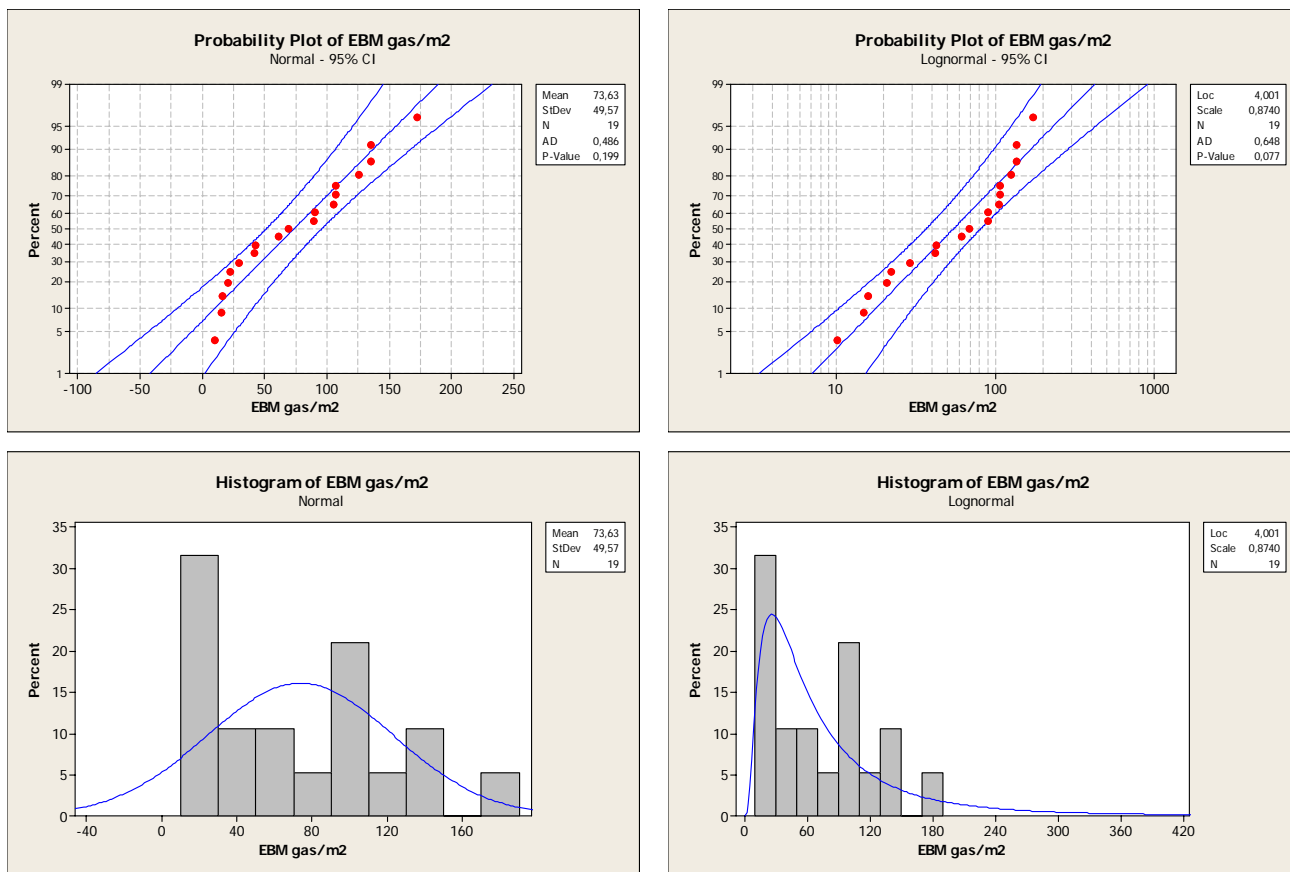 Probability Plot of EBM gas/m2
Normal - 95% CI
99
95
90
80
70
60
50
40
30
20
10
5
1
Percent
-100 -50 0 50 100 150 200 250
EBM gas/m2
Mean 73,63
StDev 49,57
N 19
AD 0,486
P-Value 0,199
Probability Plot of EBM gas/m2
Lognormal - 95% CI
99
95
90
80
70
60
50
40
30
20
10
5
1
Percent
10 100 1000
EBM gas/m2
Loc 4,001
Scale 0,8740
N 19
AD 0,648
P-Value 0,077
Histogram of EBM gas/m2
Normal
35
30
25
20
15
10
5
0
Percent
-40 0 40 80 120 160
EBM gas/m2
Mean 73,63
StDev 49,57
N 19
Histogram of EBM gas/m2
Lognormal
35
30
25
20
15
10
5
0
Percent
0 60 120 180 240 300 360 420
EBM gas/m2
Loc 4,001
Scale 0,8740
N 19